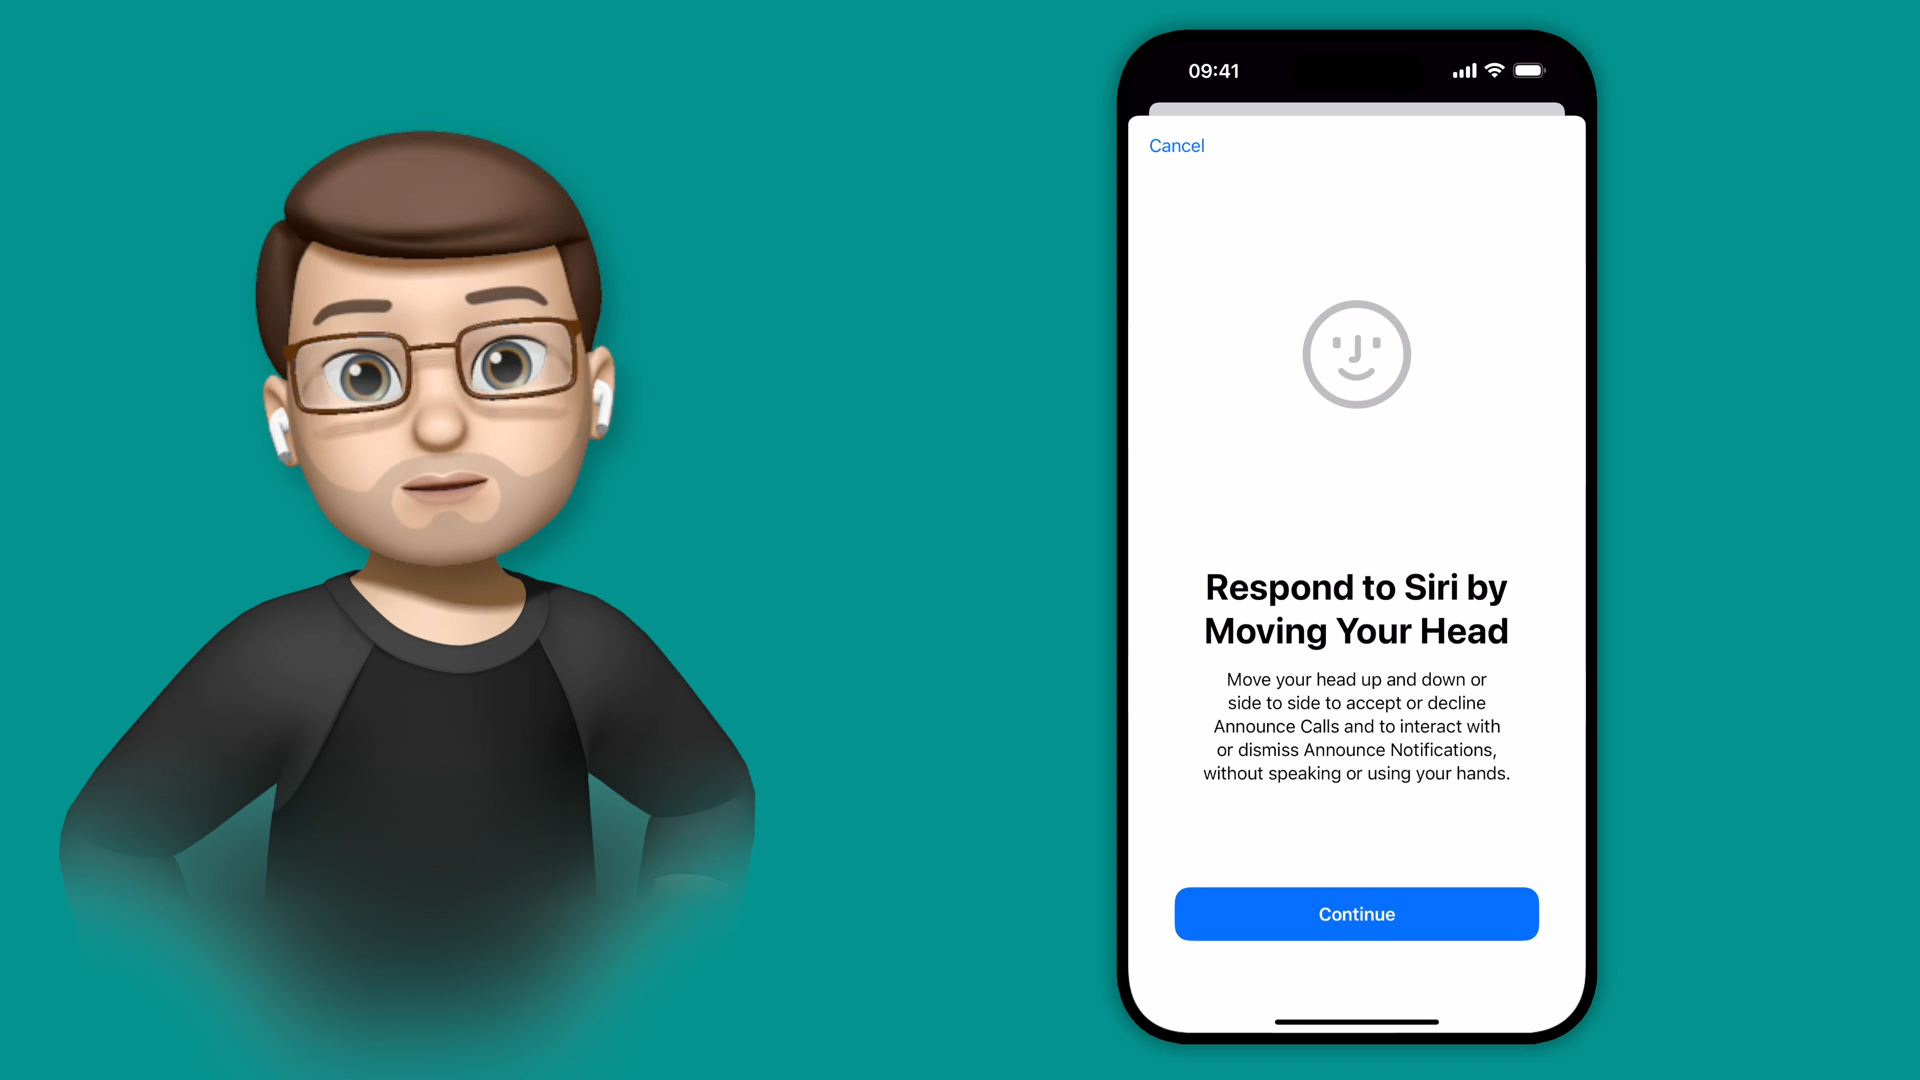 09:41
Cancel
Respond to Siri by
Moving Your Head
Move your head up and down or
side to side to accept or decline
Announce Calls and to interact with
or dismiss Announce Notifications,
without speaking or using your hands.
Continue